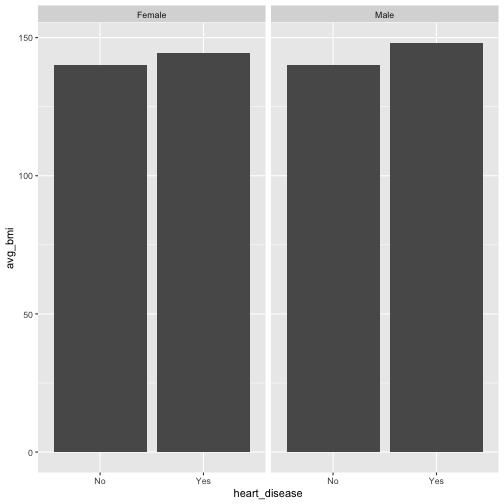 Female
Male
150
100
50
0
avg_bmi
No
Yes
No
Yes
heart_disease